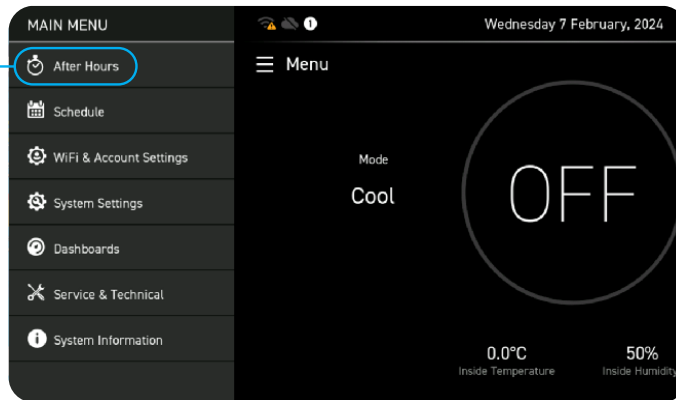 MAIN MENU
After Hours
Schedule
WiFi & Account Settings
System Settings
Dashboards
Service & Technical
System Information
1
Wednesday 7 February, 2024
Menu
Mode
Cool
OFF
0.0°C
Inside Temperature
50%
Inside Humidity